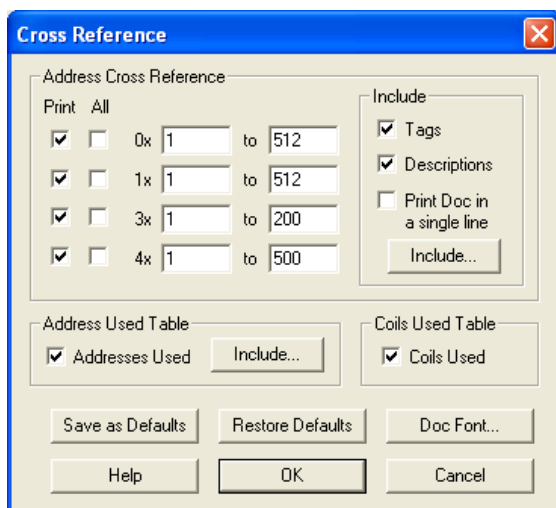 Cross Reference
Address Cross Reference
Print All
0x 1 to 512
1x 1 to 512
3x 1 to 200
4x 1 to 500
Include
Tags
Descriptions
Print Doc in
a single line
Include...
Address Used Table
Addresses Used Include...
Coils Used Table
Coils Used
Save as Defaults Restore Defaults Doc Font...
Help OK Cancel